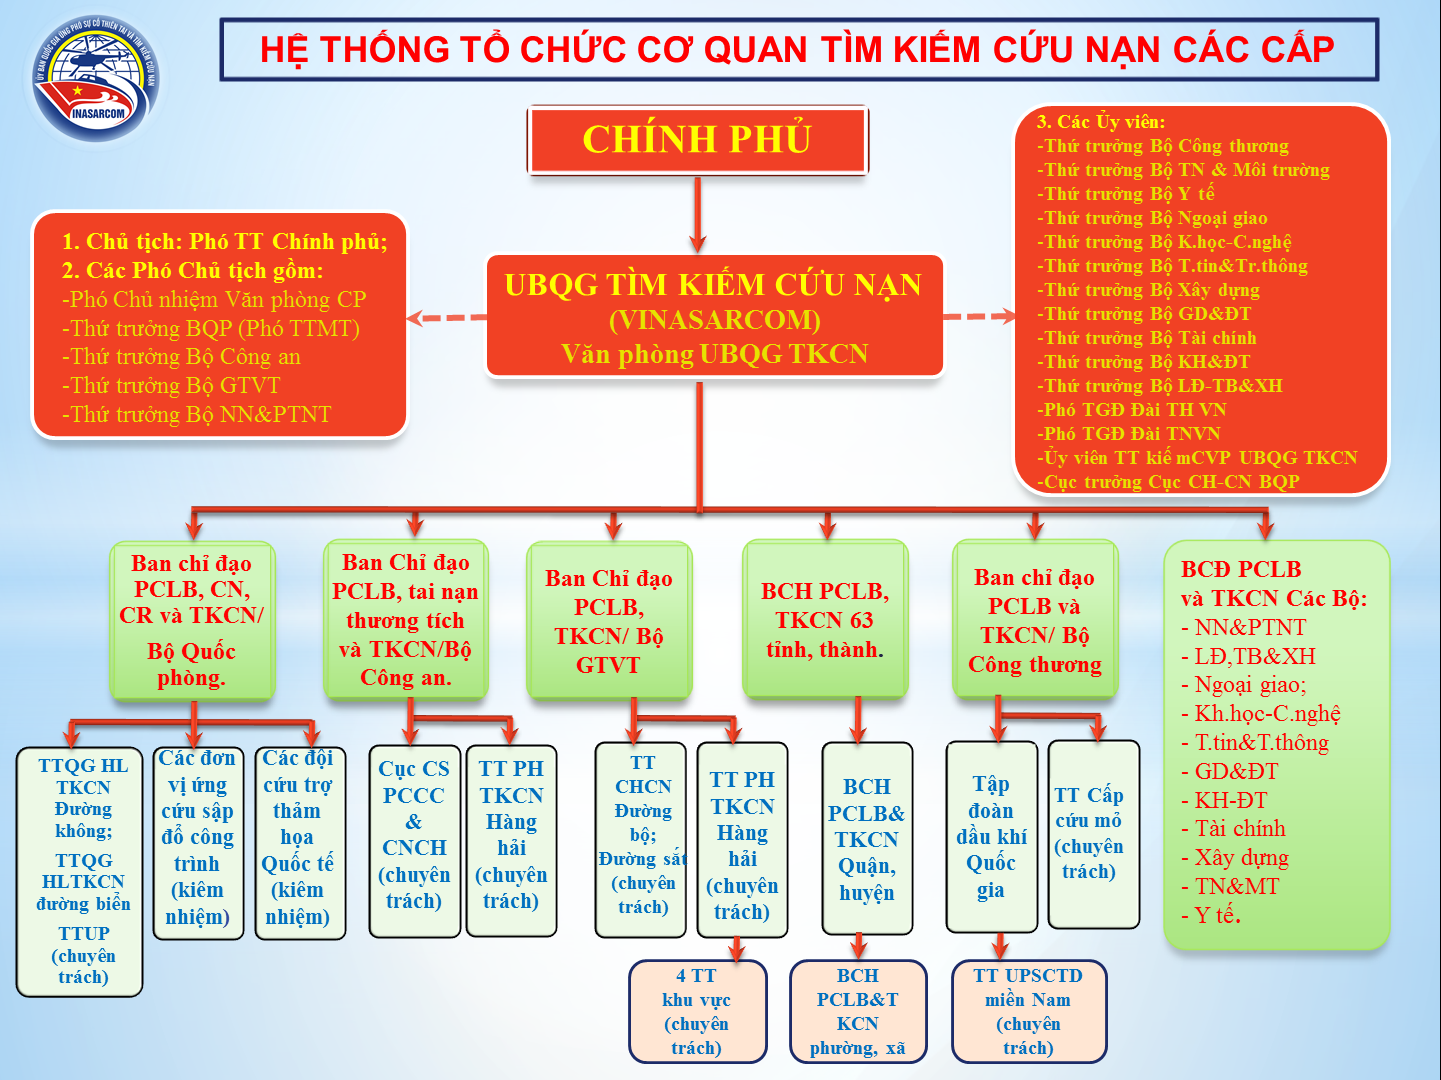 HỆ THỐNG TỔ CHỨC CƠ QUAN TÌM KIẾM CỨU NẠN CÁC CẤP
ỦY BAN QUỐC GIA ỨNG PHÓ SỰ CỐ THIÊN TAI VÀ TÌM KIẾM CỨU NẠN
VINASARCOM
CHÍNH PHỦ
1. Chủ tịch: Phó TT Chính phủ;
2. Các Phó Chủ tịch gồm:
-Phó Chủ nhiệm Văn phòng CP
-Thứ trưởng BQP (Phó TTMT)
-Thứ trưởng Bộ Công an
-Thứ trưởng Bộ GTVT
-Thứ trưởng Bộ NN&PTNT
UBQG TÌM KIẾM CỨU NẠN
(VINASARCOM)
Văn phòng UBQG TKCN
3. Các Ủy viên:
-Thứ trưởng Bộ Công thương
-Thứ trưởng Bộ TN & Môi trường
-Thứ trưởng Bộ Y tế
-Thứ trưởng Bộ Ngoại giao
-Thứ trưởng Bộ K.học-C.nghệ
-Thứ trưởng Bộ T.tin&Tr.thông
-Thứ trưởng Bộ Xây dựng
-Thứ trưởng Bộ GD&ĐT
-Thứ trưởng Bộ Tài chính
-Thứ trưởng Bộ KH&ĐT
-Thứ trưởng Bộ LĐ-TB&XH
-Phó TGĐ Đài TH VN
-Phó TGĐ Đài TNVN
-Ủy viên TT kiế mCVP UBQG TKCN
-Cục trưởng Cục CH-CN BQP
Ban chỉ đạo
PCLB, CN,
CR và TKCN/
Bộ Quốc
phòng.
Ban Chỉ đạo
PCLB, tai nạn
thương tích
và TKCN/Bộ
Công an.
Ban Chỉ đạo
PCLB,
TKCN/ Bộ
GTVT
BCH PCLB,
TKCN 63
tỉnh, thành.
Ban chỉ đạo
PCLB và
TKCN/ Bộ
Công thương
BCĐ PCLB
và TKCN Các Bộ:
- NN&PTNT
- LĐ,TB&XH
- Ngoại giao;
- Kh.học-C.nghệ
- T.tin&T.thông
- GD&ĐT
- KH-ĐT
- Tài chính
- Xây dựng
- TN&MT
- Y tế.
TTQG HL
TKCN
Đường
không;
TTQG
HLTKCN
đường biển
TTUP
(chuyên
trách)
Các đơn
vị ứng
cứu sập
đổ công
trình
(kiêm
nhiệm)
Các đội
cứu trợ
thảm
họa
Quốc tế
(kiêm
nhiệm)
Cục CS
PCCC
&
CNCH
(chuyên
trách)
TT PH
TKCN
Hàng
hải
(chuyên
trách)
TT
CHCN
Đường
bộ;
Đường sắt
(chuyên
trách)
TT PH
TKCN
Hàng
hải
(chuyên
trách)
BCH
PCLB&
TKCN
Quận,
huyện
Tập
đoàn
dầu khí
Quốc
gia
TT Cấp
cứu mỏ
(chuyên
trách)
4 TT
khu vực
(chuyên
trách)
BCH
PCLB&T
KCN
phường, xã
TT UPSCTD
miền Nam
(chuyên
trách)